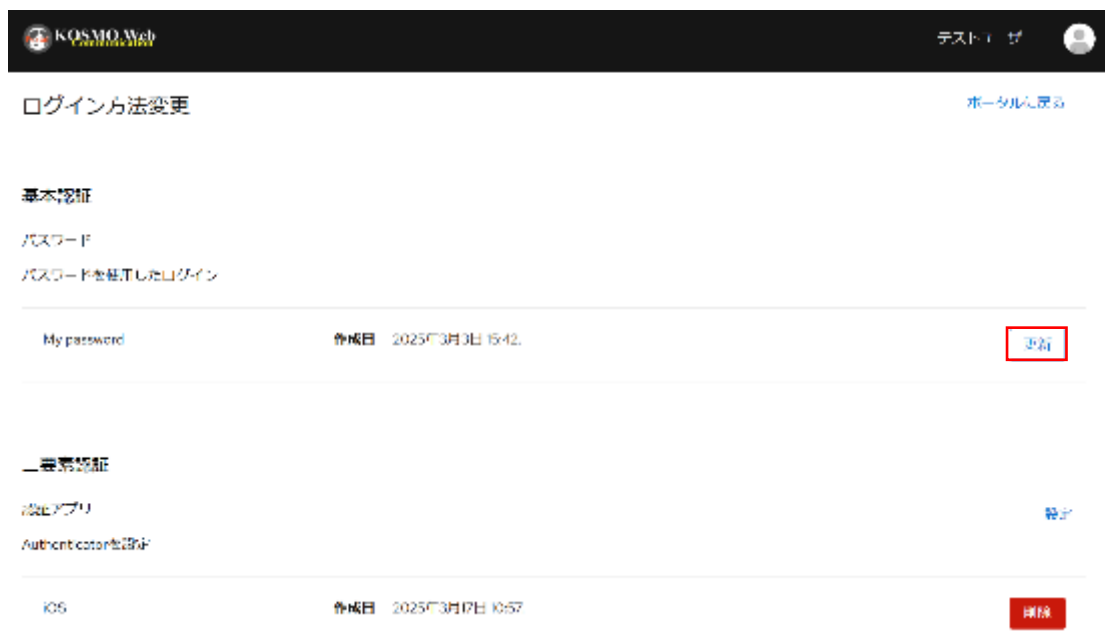 KOSMO Web
Communication
テストユーザ
ログイン方法変更
ポータルに戻る
基本認証
パスワード
パスワードを使用したログイン
My password 作成日 2025年3月3日 15:42. 更新
二要素認証
認証アプリ
設定
Authenticatorを設定
iOS 作成日 2025年3月17日 10:57 削除